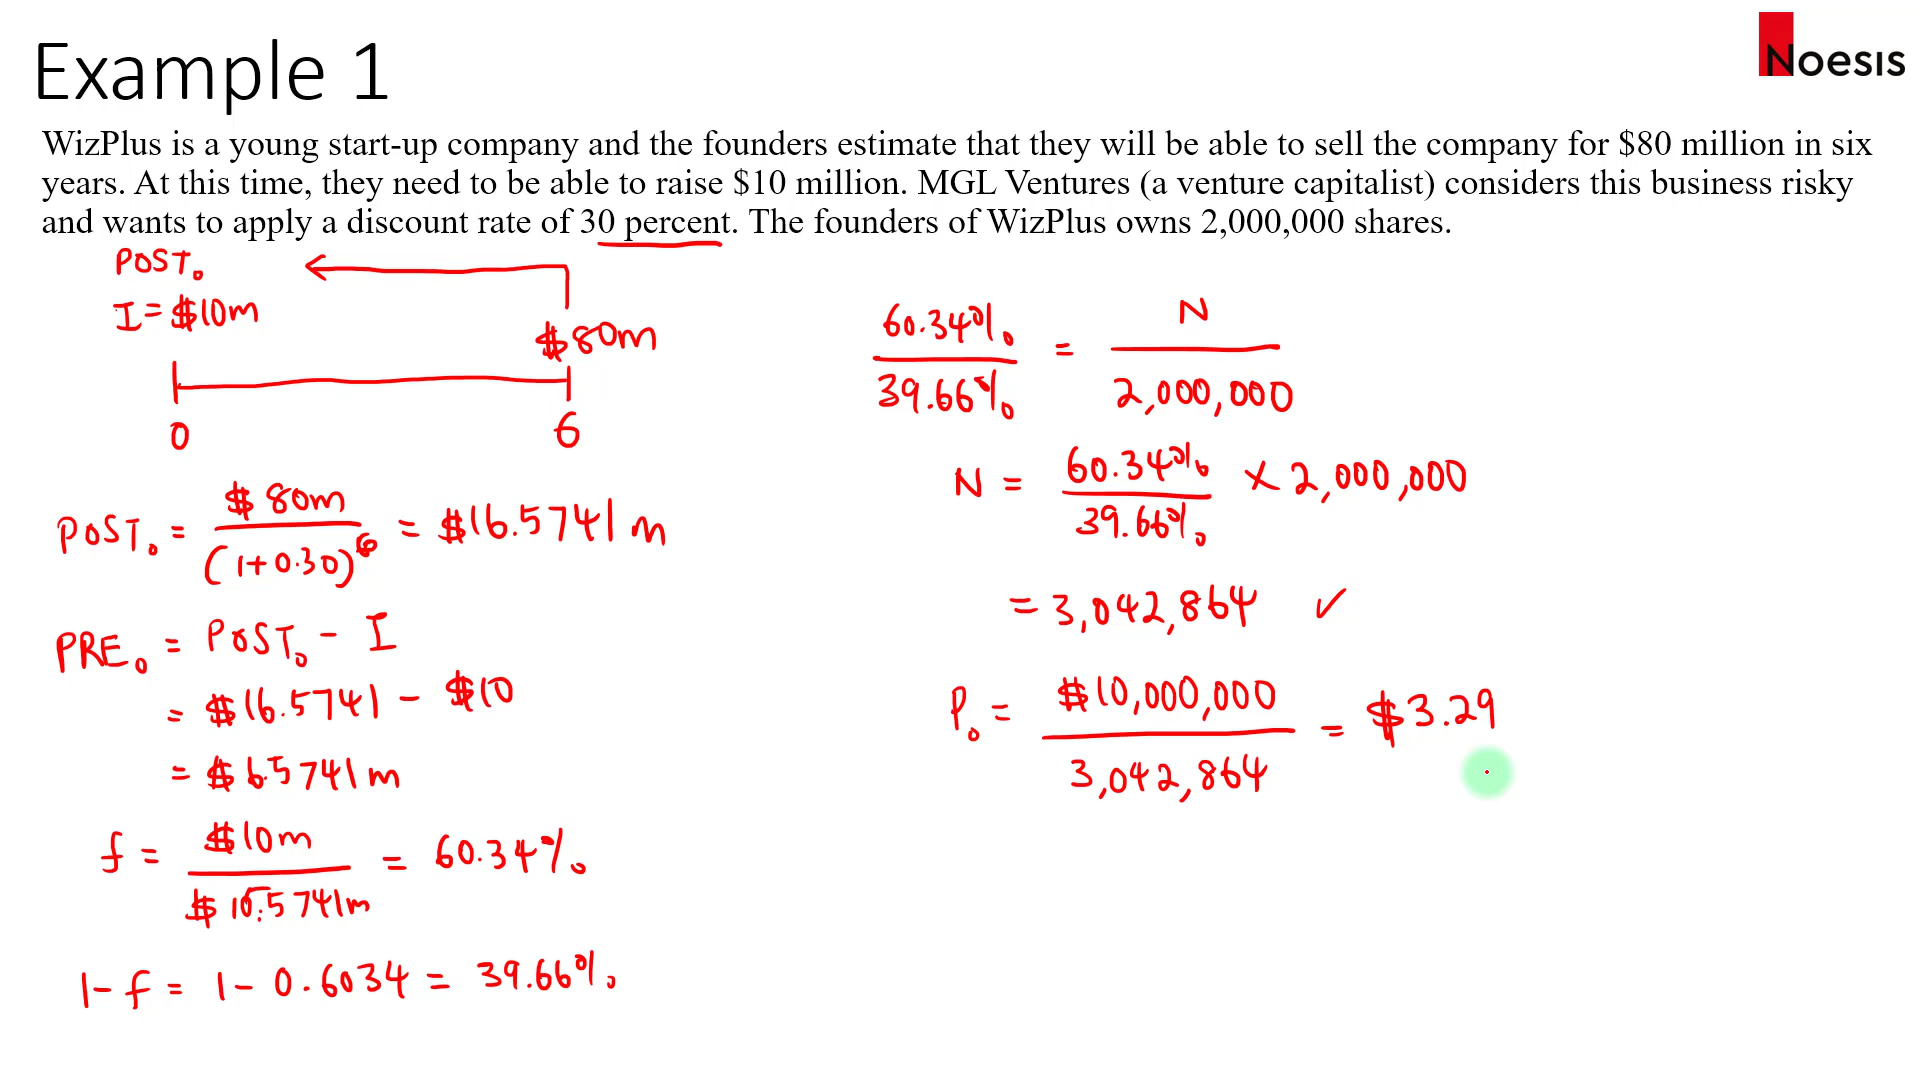 Example 1
Noesis
WizPlus is a young start-up company and the founders estimate that they will be able to sell the company for $80 million in six
years. At this time, they need to be able to raise $10 million. MGL Ventures (a venture capitalist) considers this business risky
and wants to apply a discount rate of 30 percent. The founders of WizPlus owns 2,000,000 shares.
POST₀
I = $10m
$80m
0 6
POST₀ = $80m / (1+0.30)⁶ = $16.5741m
PRE₀ = POST₀ - I
= $16.5741 - $10
= $6.5741m
f = $10m / $16.5741m = 60.34%
1-f = 1-0.6034 = 39.66%
60.34% / 39.66% = N / 2,000,000
N = 60.34% / 39.66% × 2,000,000
= 3,042,864 ✓
P₀ = $10,000,000 / 3,042,864 = $3.29